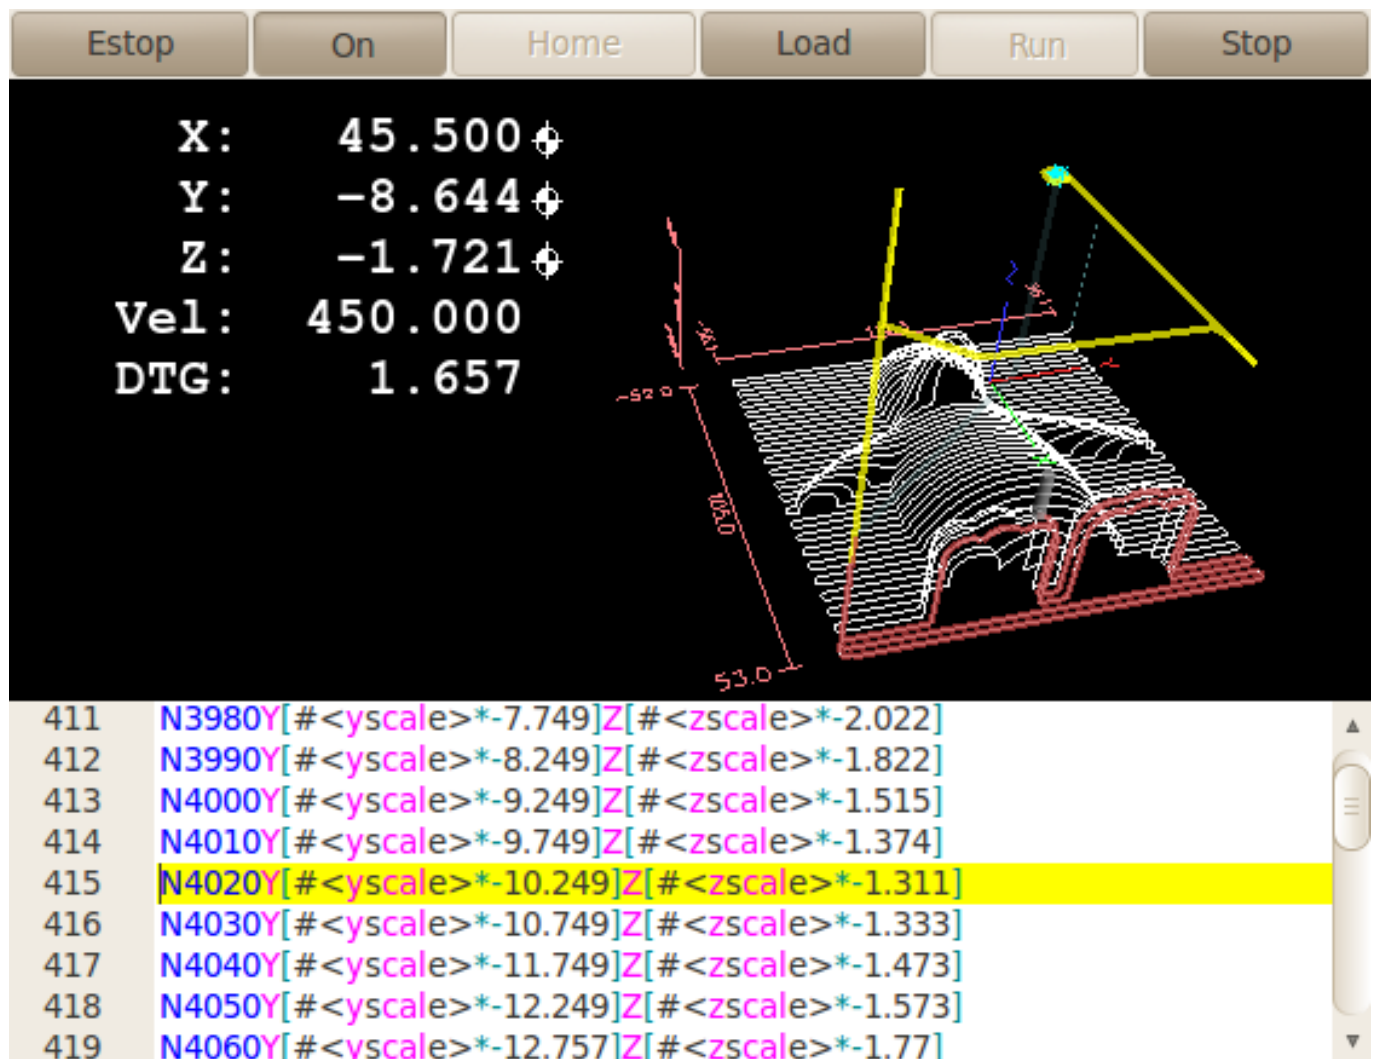 Estop On Home Load Run Stop
X: 45.500
Y: -8.644
Z: -1.721
Vel: 450.000
DTG: 1.657
-52.0
105.0
53.0
411 N3980Y[#<yscale>*-7.749]Z[#<zscale>*-2.022]
412 N3990Y[#<yscale>*-8.249]Z[#<zscale>*-1.822]
413 N4000Y[#<yscale>*-9.249]Z[#<zscale>*-1.515]
414 N4010Y[#<yscale>*-9.749]Z[#<zscale>*-1.374]
415 N4020Y[#<yscale>*-10.249]Z[#<zscale>*-1.311]
416 N4030Y[#<yscale>*-10.749]Z[#<zscale>*-1.333]
417 N4040Y[#<yscale>*-11.749]Z[#<zscale>*-1.473]
418 N4050Y[#<yscale>*-12.249]Z[#<zscale>*-1.573]
419 N4060Y[#<yscale>*-12.757]Z[#<zscale>*-1.77]